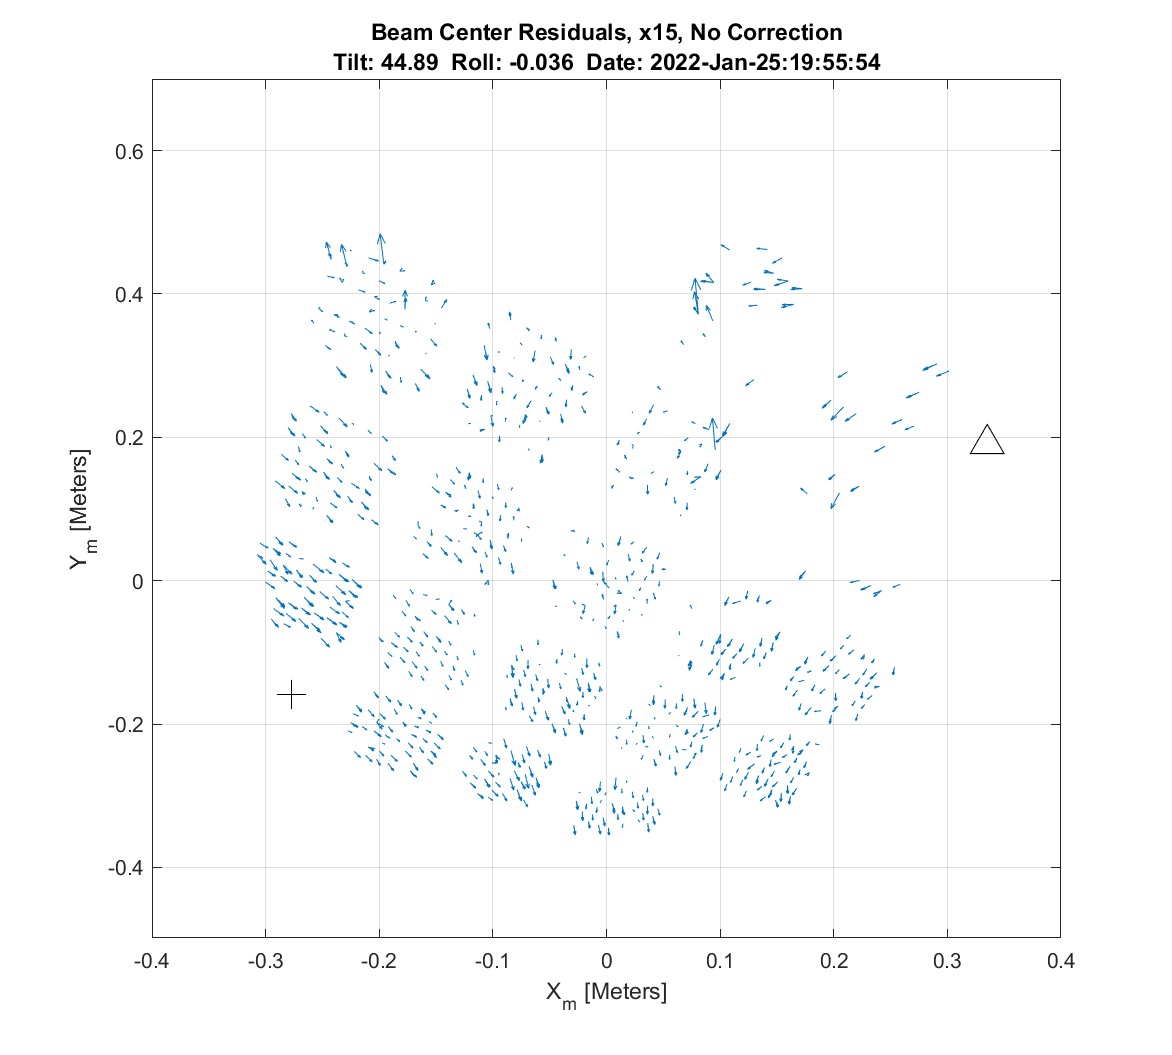 Beam Center Residuals, x15, No Correction
Tilt: 44.89  Roll: -0.036  Date: 2022-Jan-25:19:55:54
0.6
0.4
0.2
0
-0.2
-0.4
Y_m [Meters]
-0.4 -0.3 -0.2 -0.1 0 0.1 0.2 0.3 0.4
X_m [Meters]